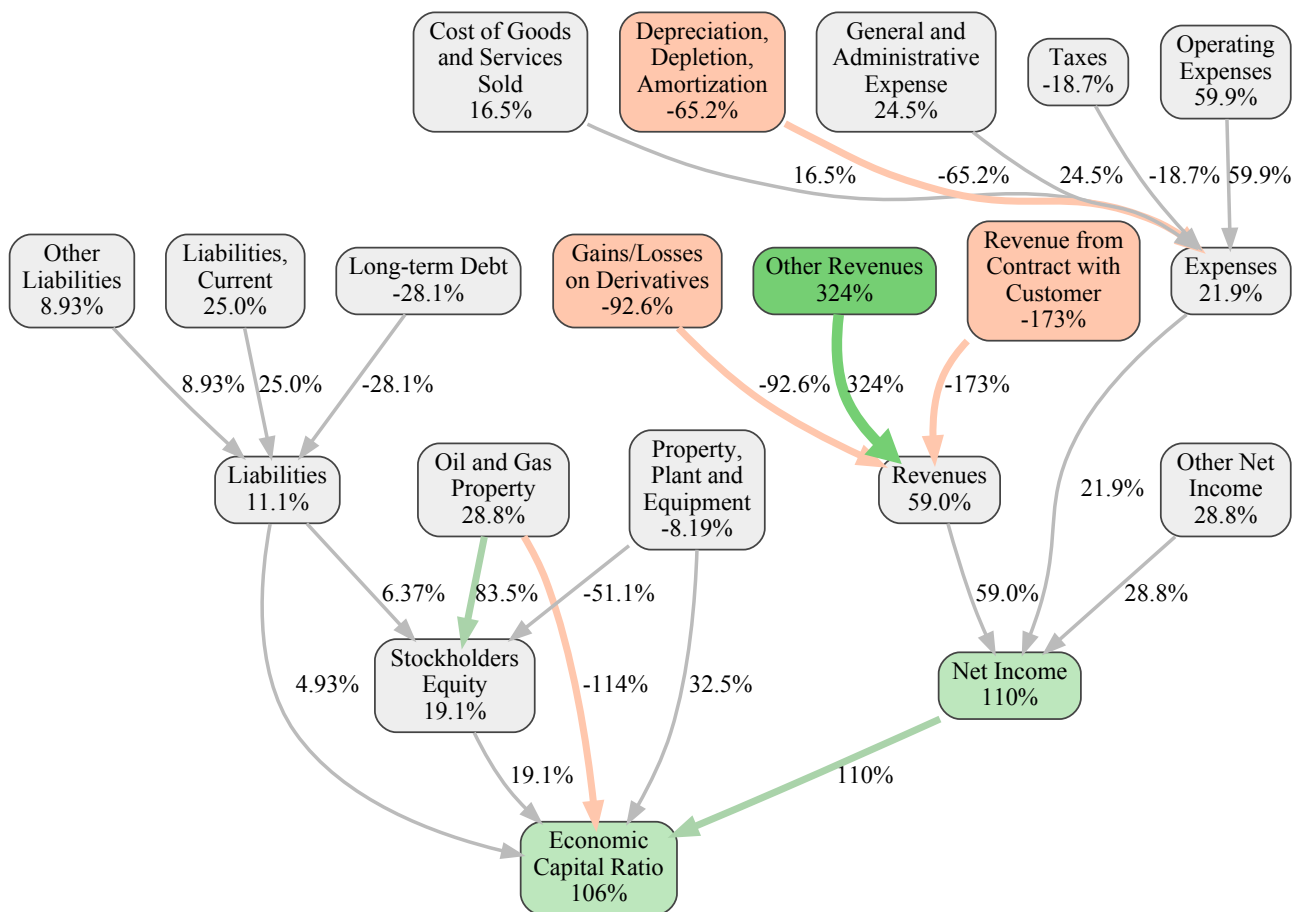 Cost of Goods
and Services
Sold
16.5%
Depreciation,
Depletion,
Amortization
-65.2%
General and
Administrative
Expense
24.5%
Taxes
-18.7%
Operating
Expenses
59.9%
16.5%
-65.2%
24.5%
-18.7%
59.9%
Other
Liabilities
8.93%
Liabilities,
Current
25.0%
Long-term Debt
-28.1%
Gains/Losses
on Derivatives
-92.6%
Other Revenues
324%
Revenue from
Contract with
Customer
-173%
Expenses
21.9%
8.93%
25.0%
-28.1%
-92.6%
324%
-173%
Liabilities
11.1%
Oil and Gas
Property
28.8%
Property,
Plant and
Equipment
-8.19%
Revenues
59.0%
21.9%
Other Net
Income
28.8%
6.37%
83.5%
-51.1%
59.0%
28.8%
Stockholders
Equity
19.1%
4.93%
-114%
32.5%
Net Income
110%
19.1%
110%
Economic
Capital Ratio
106%